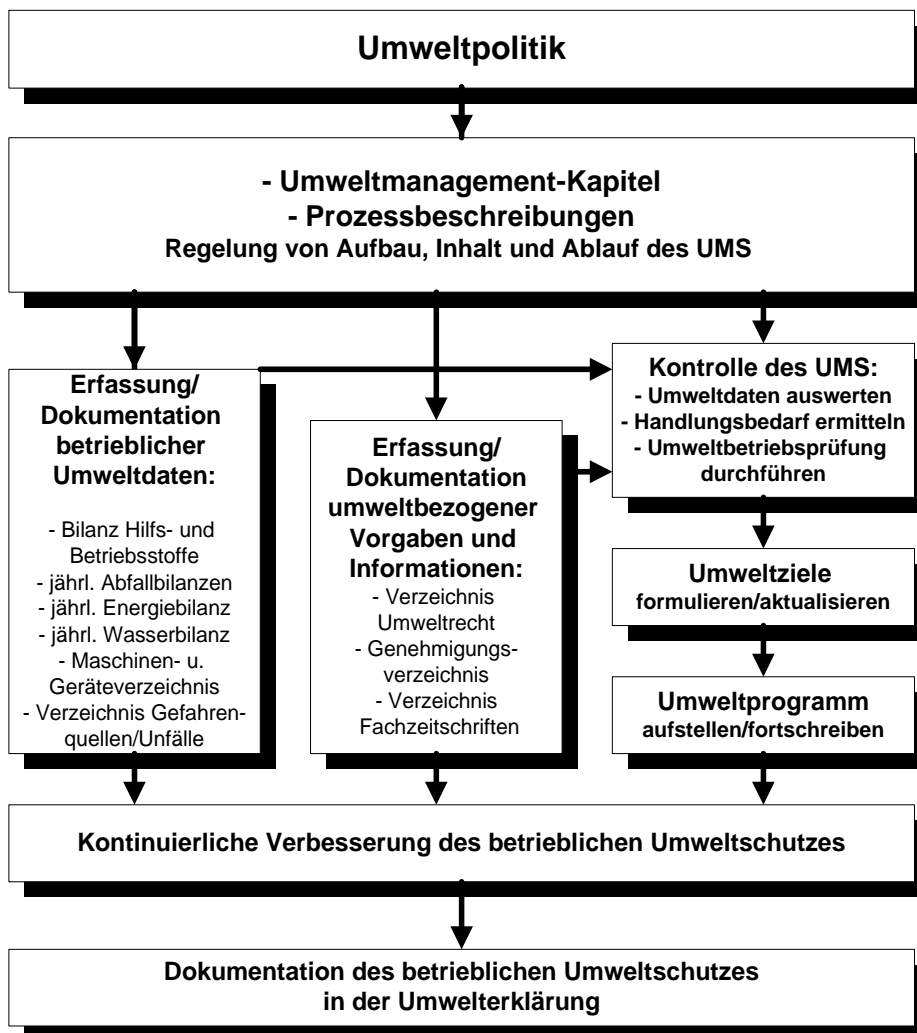 Umweltpolitik
- Umweltmanagement-Kapitel
- Prozessbeschreibungen
Regelung von Aufbau, Inhalt und Ablauf des UMS
Erfassung/
Dokumentation
betrieblicher
Umweltdaten:
- Bilanz Hilfs- und
Betriebsstoffe
- jährl. Abfallbilanzen
- jährl. Energiebilanz
- jährl. Wasserbilanz
- Maschinen- u.
Geräteverzeichnis
- Verzeichnis Gefahren-
quellen/Unfälle
Erfassung/
Dokumentation
umweltbezogener
Vorgaben und
Informationen:
- Verzeichnis
Umweltrecht
- Genehmigungs-
verzeichnis
- Verzeichnis
Fachzeitschriften
Kontrolle des UMS:
- Umweltdaten auswerten
- Handlungsbedarf ermitteln
- Umweltbetriebsprüfung
durchführen
Umweltziele
formulieren/aktualisieren
Umweltprogramm
aufstellen/fortschreiben
Kontinuierliche Verbesserung des betrieblichen Umweltschutzes
Dokumentation des betrieblichen Umweltschutzes
in der Umwelterklärung